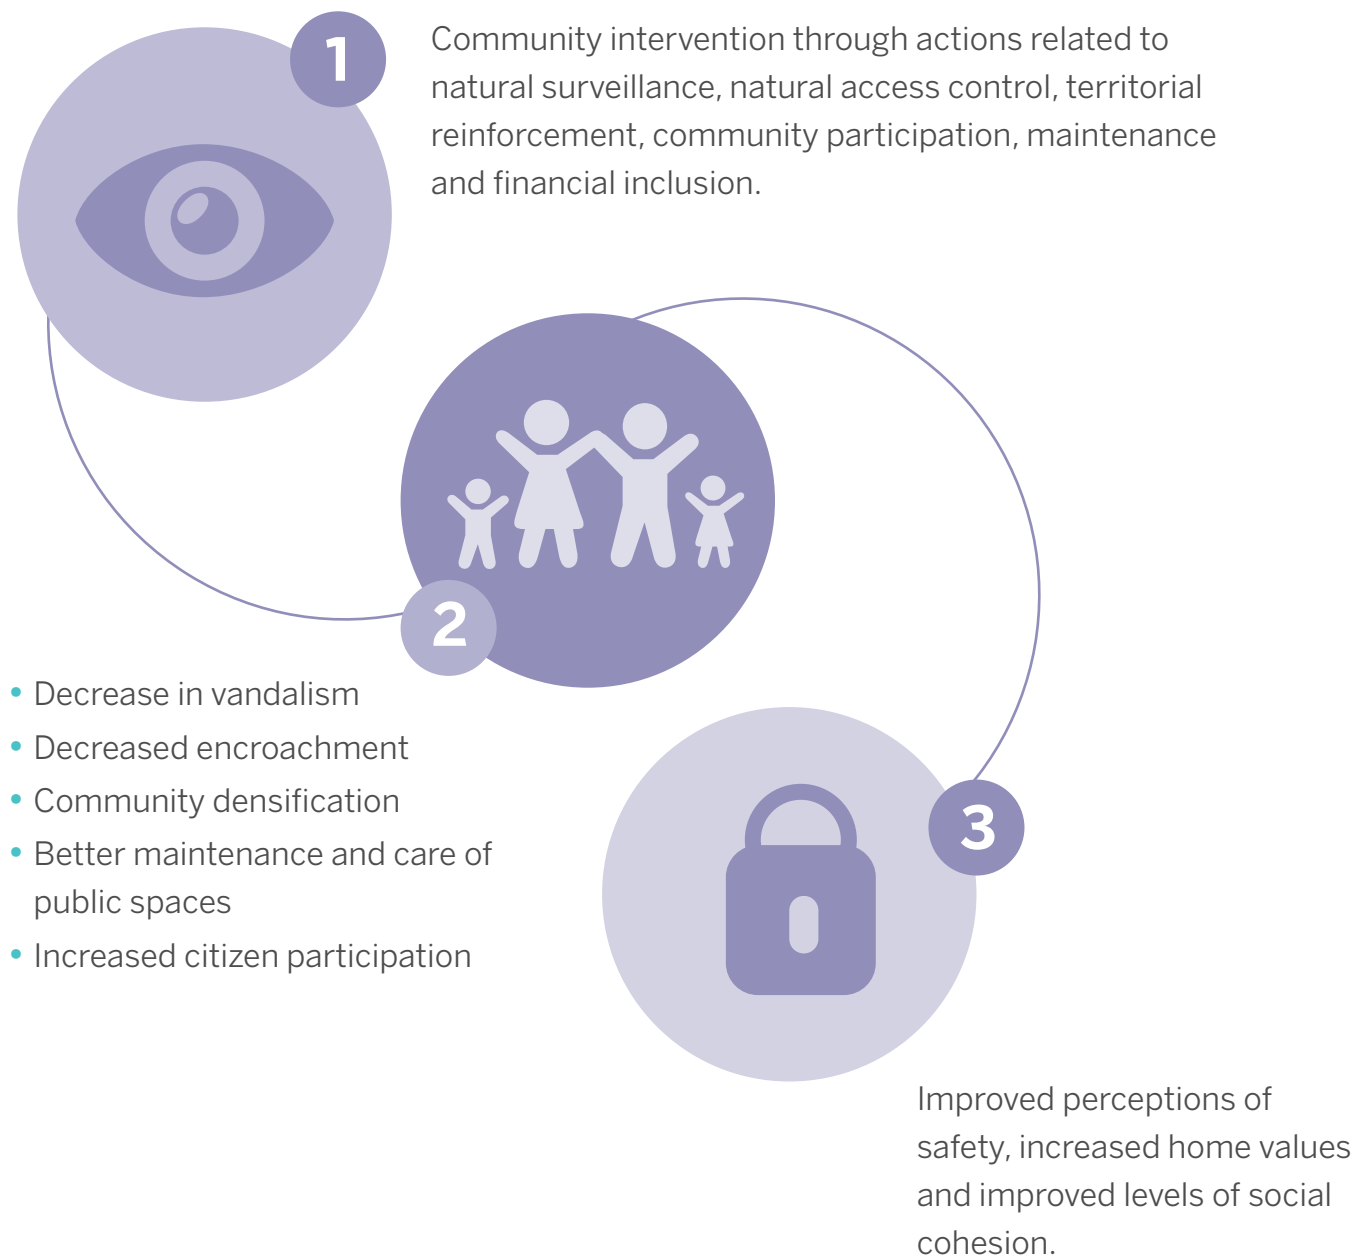 1
Community intervention through actions related to
natural surveillance, natural access control, territorial
reinforcement, community participation, maintenance
and financial inclusion.
2
• Decrease in vandalism
• Decreased encroachment
• Community densification
• Better maintenance and care of
public spaces
• Increased citizen participation
3
Improved perceptions of
safety, increased home values
and improved levels of social
cohesion.